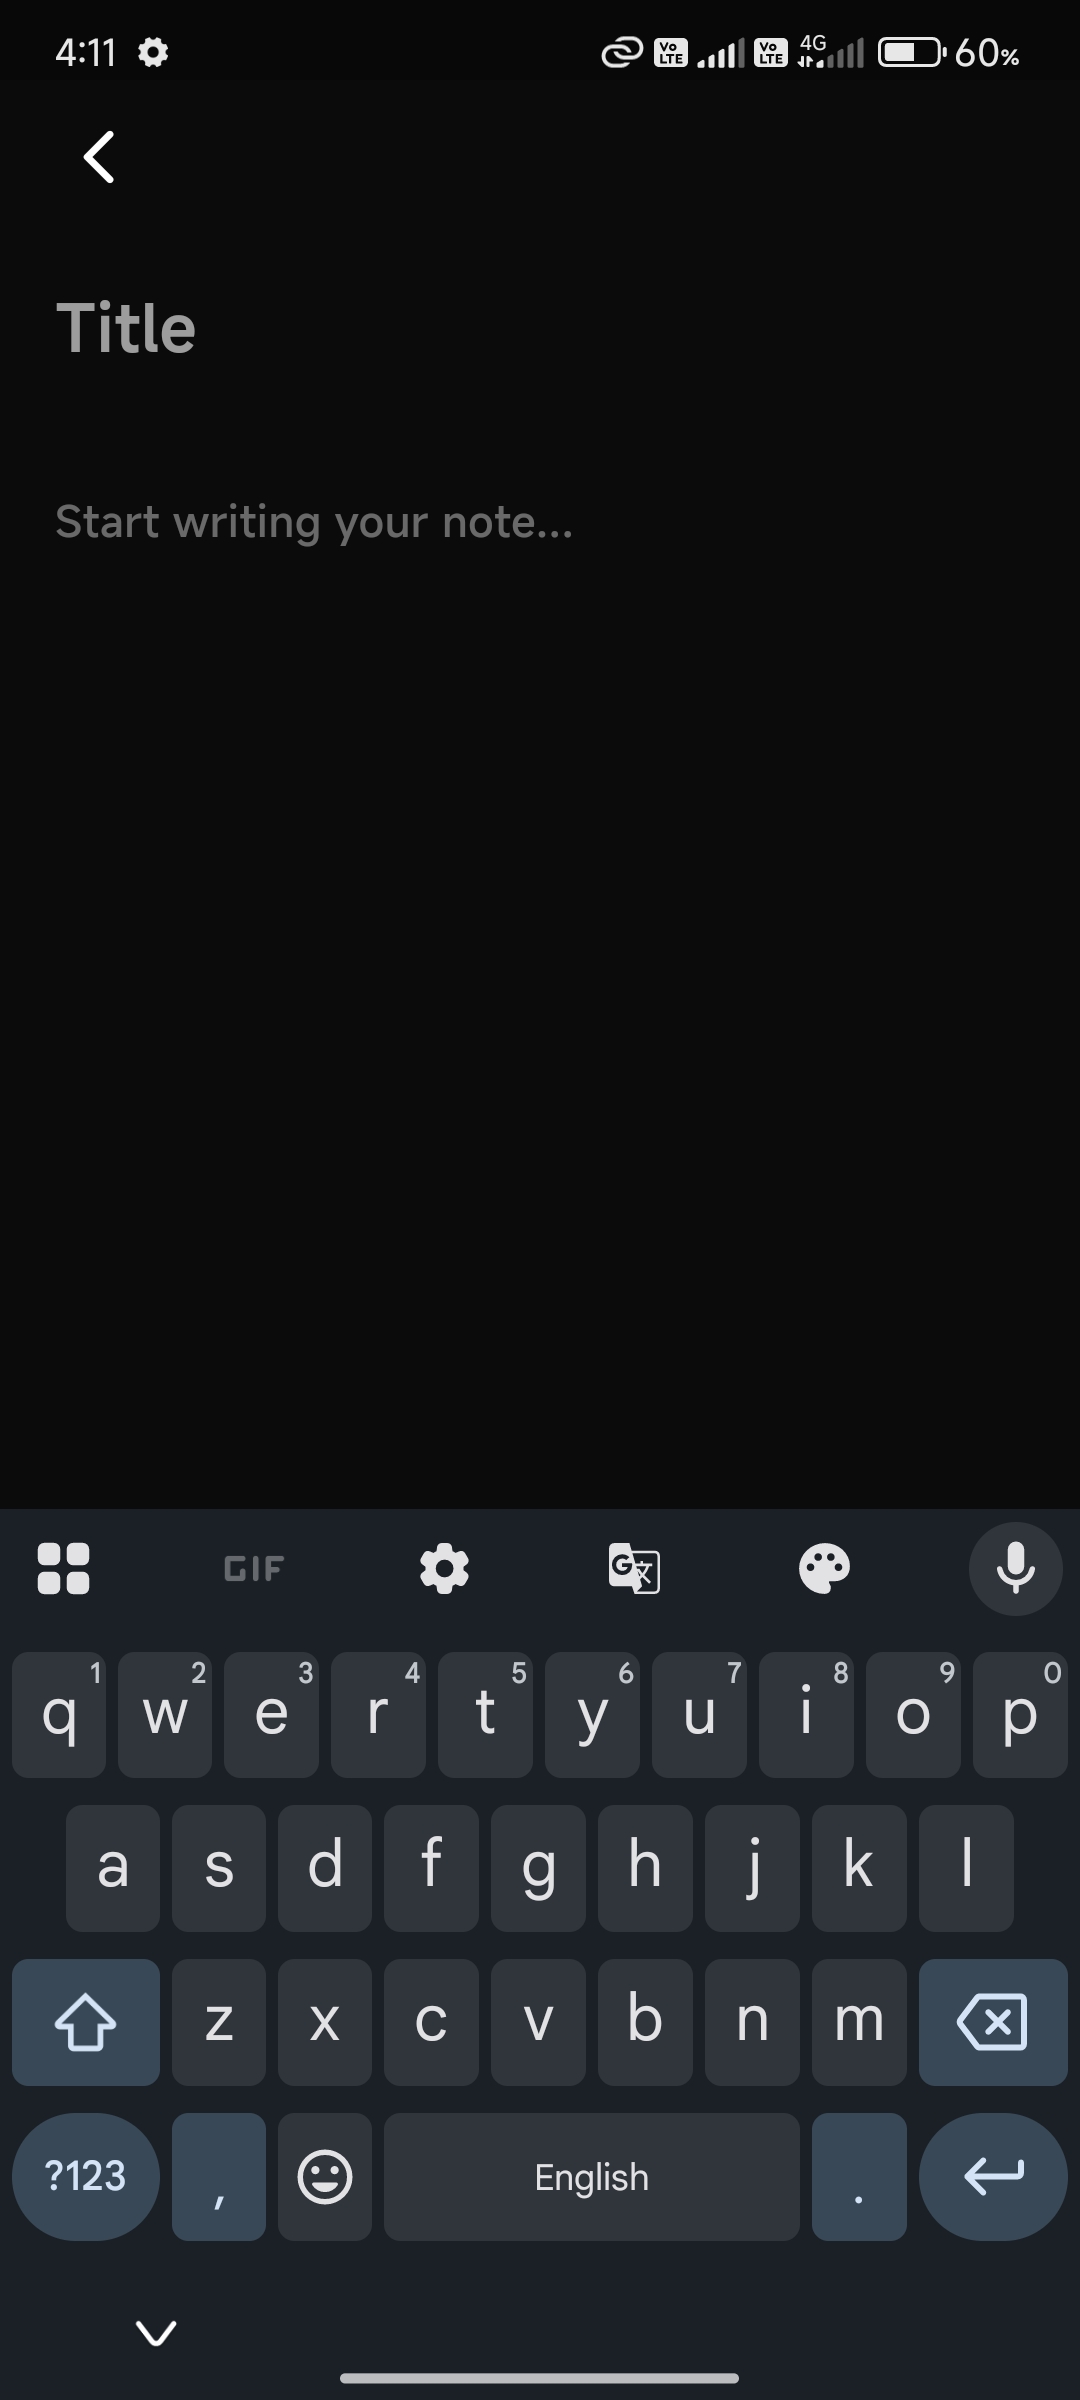 4:11
Vo LTE Vo LTE 4G 60%
Title
Start writing your note...
GIF G 文
1 2 3 4 5 6 7 8 9 0
q w e r t y u i o p
a s d f g h j k l
z x c v b n m
?123 , English .